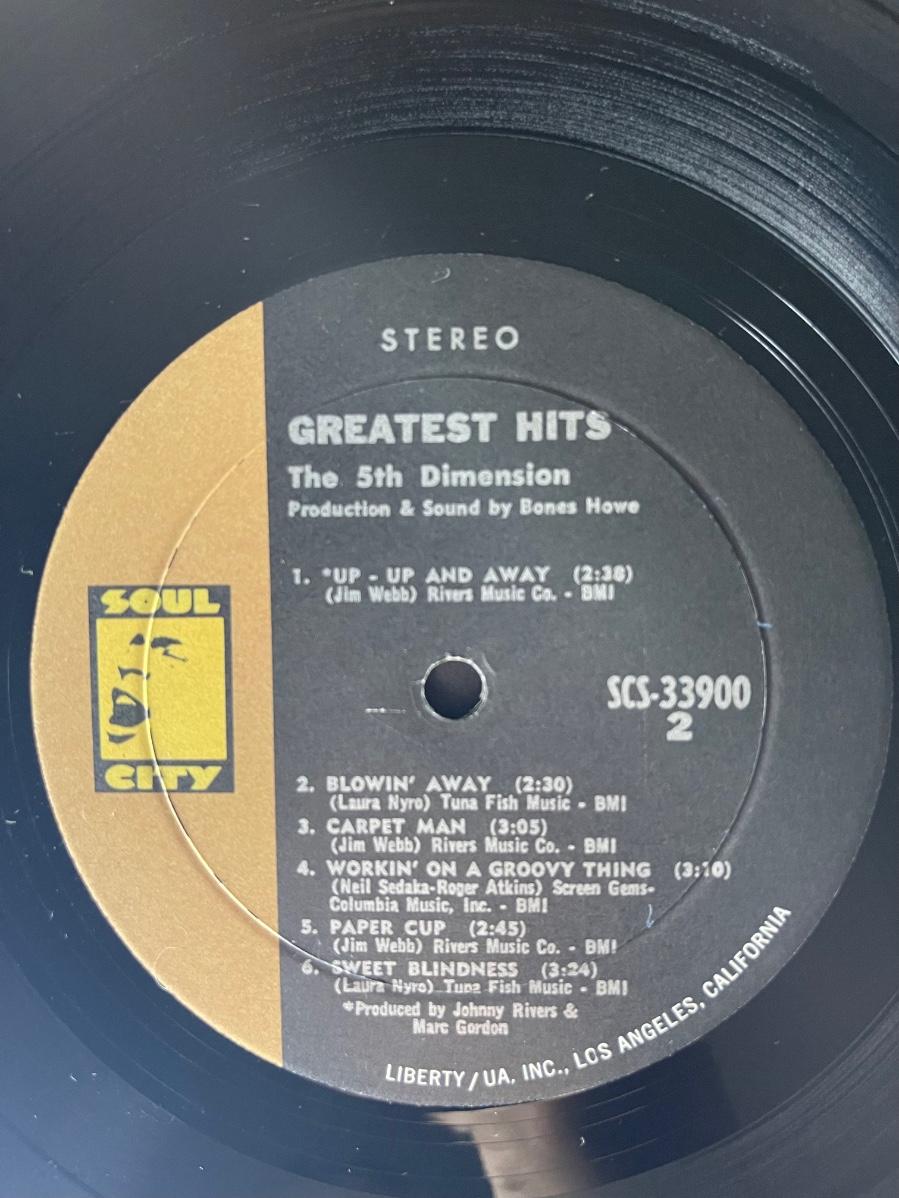 STEREO
GREATEST HITS
The 5th Dimension
Production & Sound by Bones Howe
1. *UP - UP AND AWAY (2:38)
(Jim Webb) Rivers Music Co. - BMI
SOUL
CITY
SCS-33900
2
2. BLOWIN' AWAY (2:30)
(Laura Nyro) Tuna Fish Music - BMI
3. CARPET MAN (3:05)
(Jim Webb) Rivers Music Co. - BMI
4. WORKIN' ON A GROOVY THING (3:10)
(Neil Sedaka-Roger Atkins) Screen Gems-
Columbia Music, Inc. - BMI
5. PAPER CUP (2:45)
(Jim Webb) Rivers Music Co. - BMI
6. SWEET BLINDNESS (3:24)
(Laura Nyro) Tuna Fish Music - BMI
*Produced by Johnny Rivers &
Marc Gordon
LIBERTY/UA, INC., LOS ANGELES, CALIFORNIA